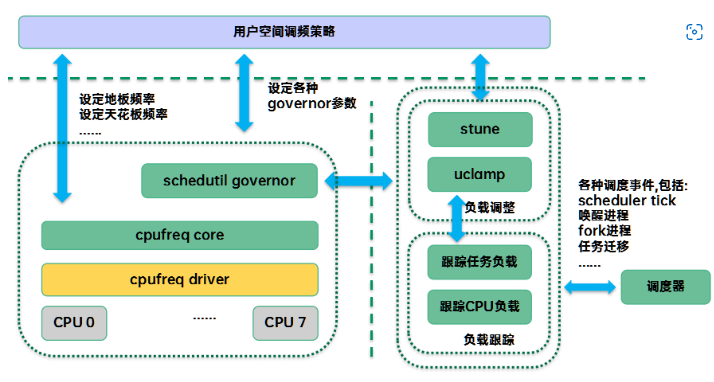 用户空间调频策略
设定地板频率
设定天花板频率
......
设定各种
governor参数
schedutil governor
cpufreq core
cpufreq driver
CPU 0
......
CPU 7
stune
uclamp
负载调整
跟踪任务负载
跟踪CPU负载
负载跟踪
各种调度事件,包括:
scheduler tick
唤醒进程
fork进程
任务迁移
......
调度器